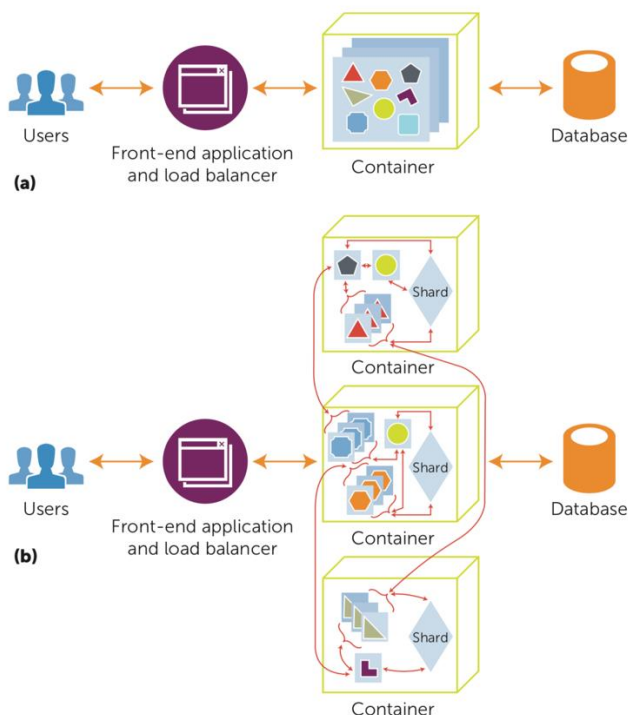 Users
Front-end application
and load balancer
Container
Database
(a)
Shard
Container
Shard
Users
Front-end application
and load balancer
Container
Database
(b)
Shard
Container